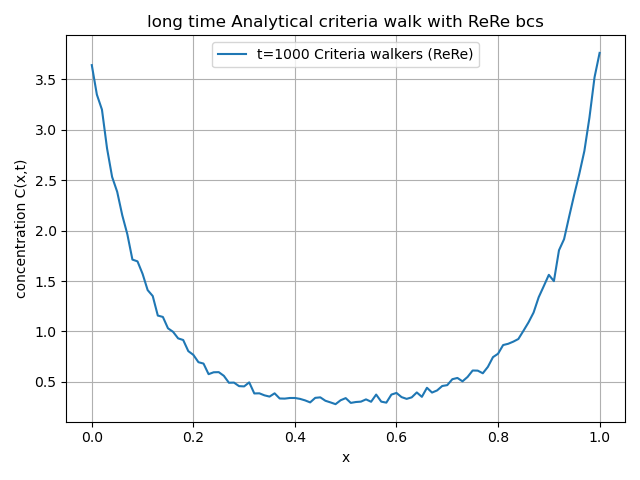 long time Analytical criteria walk with ReRe bcs
t=1000 Criteria walkers (ReRe)
concentration C(x,t)
3.5
3.0
2.5
2.0
1.5
1.0
0.5
0.0 0.2 0.4 0.6 0.8 1.0
x